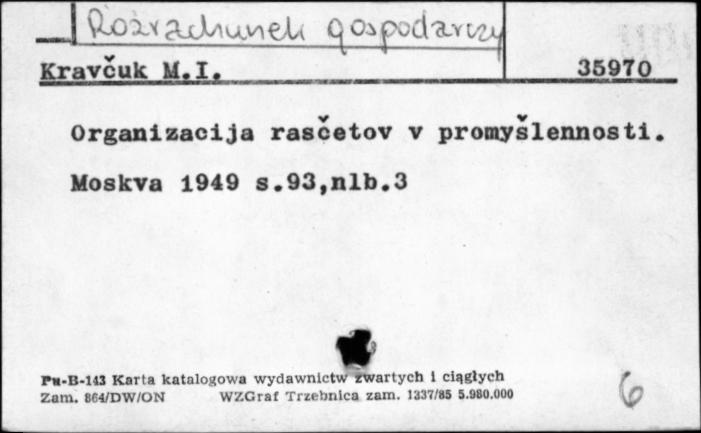 Rozrachunek gospodarczy
Kravčuk M.I. 35970
Organizacija rasčetov v promyšlennosti.
Moskva 1949 s.93,nlb.3
Pu-B-143 Karta katalogowa wydawnictw zwartych i ciągłych
Zam. 864/DW/ON WZGraf Trzebnica zam. 1337/85 5.980.000
6